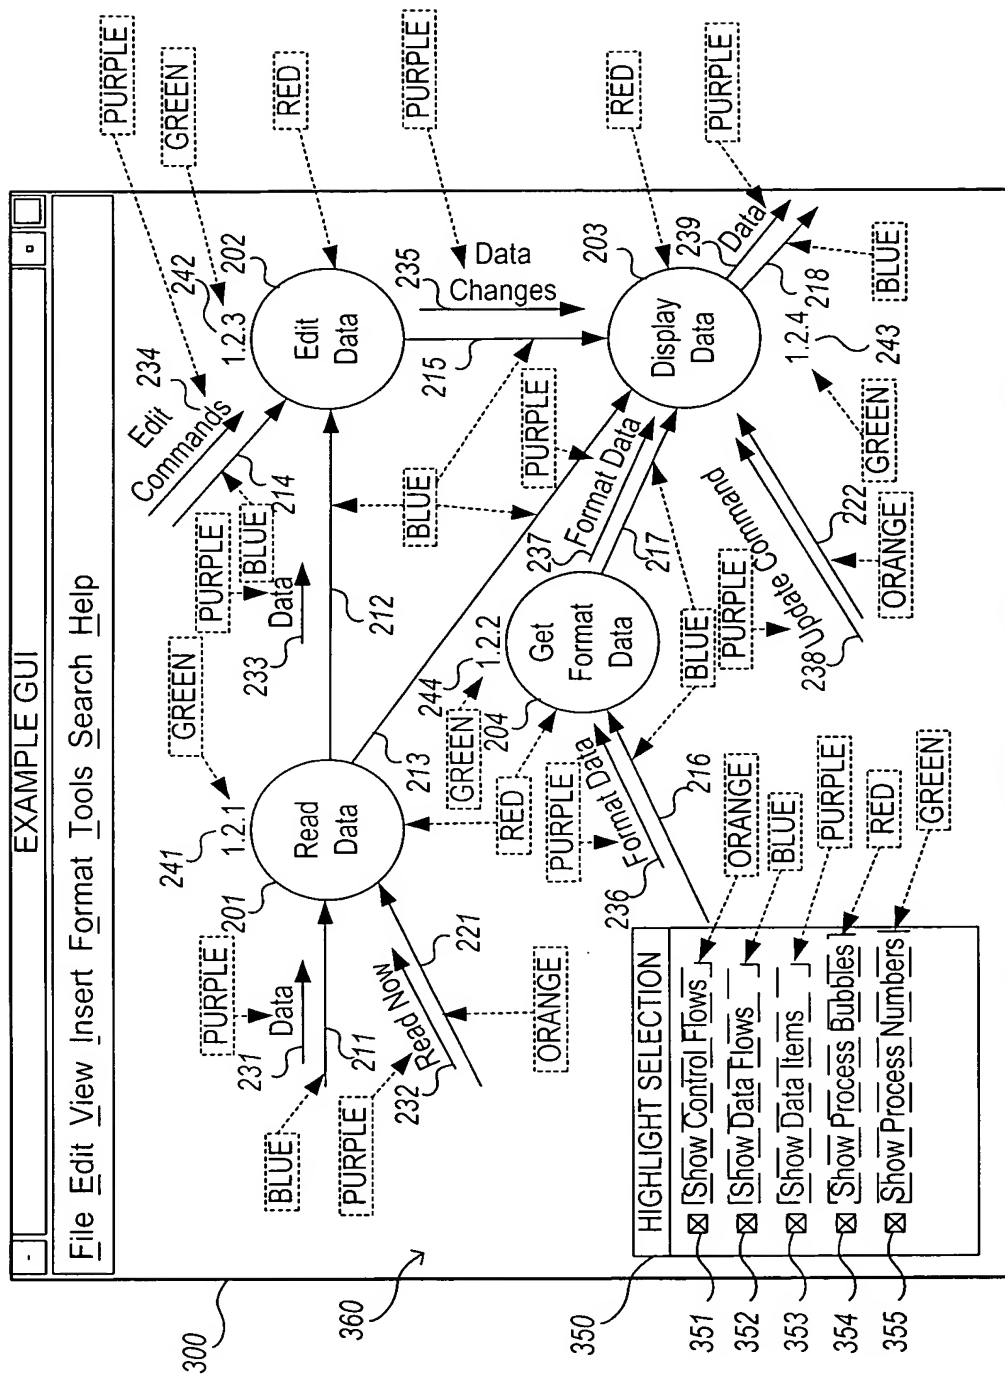 EXAMPLE GUI
File Edit View Insert Format Tools Search Help
300
360
PURPLE
GREEN
RED
PURPLE
RED
PURPLE
Edit
Commands
234
1.2.3
242
202
Edit
Data
214
BLUE
PURPLE
Data
233
212
GREEN
241
1.2.1
201
Read
Data
PURPLE
Data
231
211
BLUE
PURPLE
Read Now
232
221
ORANGE
235
Data
Changes
215
BLUE
213
244
1.2.2
GREEN
204
RED
Get
Format
Data
PURPLE
Format Data
237
217
203
Display
Data
239
Data
218
BLUE
1.2.4
243
GREEN
PURPLE
Format Data
236
216
BLUE
PURPLE
Update Command
238
222
ORANGE
350
HIGHLIGHT SELECTION
351
Show Control Flows
ORANGE
352
Show Data Flows
BLUE
353
Show Data Items
PURPLE
354
Show Process Bubbles
RED
355
Show Process Numbers
GREEN